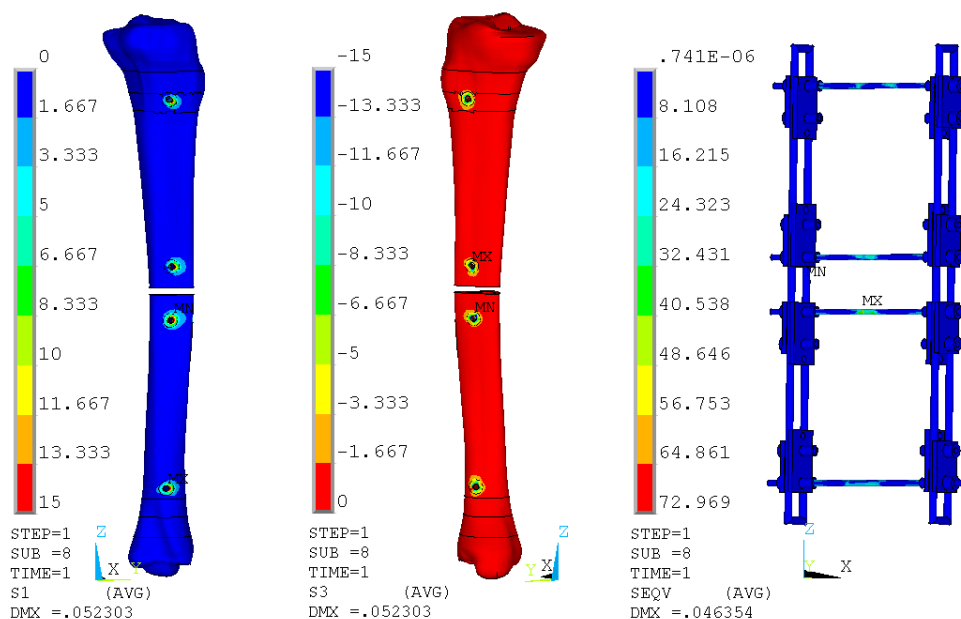 0
1.667
3.333
5
6.667
8.333
10
11.667
13.333
15
MN
MX
STEP=1
SUB =8
TIME=1
S1 (AVG)
DMX =.052303
Z
X
Y
-15
-13.333
-11.667
-10
-8.333
-6.667
-5
-3.333
-1.667
0
MX
MN
STEP=1
SUB =8
TIME=1
S3 (AVG)
DMX =.052303
Z
X
Y
.741E-06
8.108
16.215
24.323
32.431
40.538
48.646
56.753
64.861
72.969
MN
MX
STEP=1
SUB =8
TIME=1
SEQV (AVG)
DMX =.046354
Z
X
Y